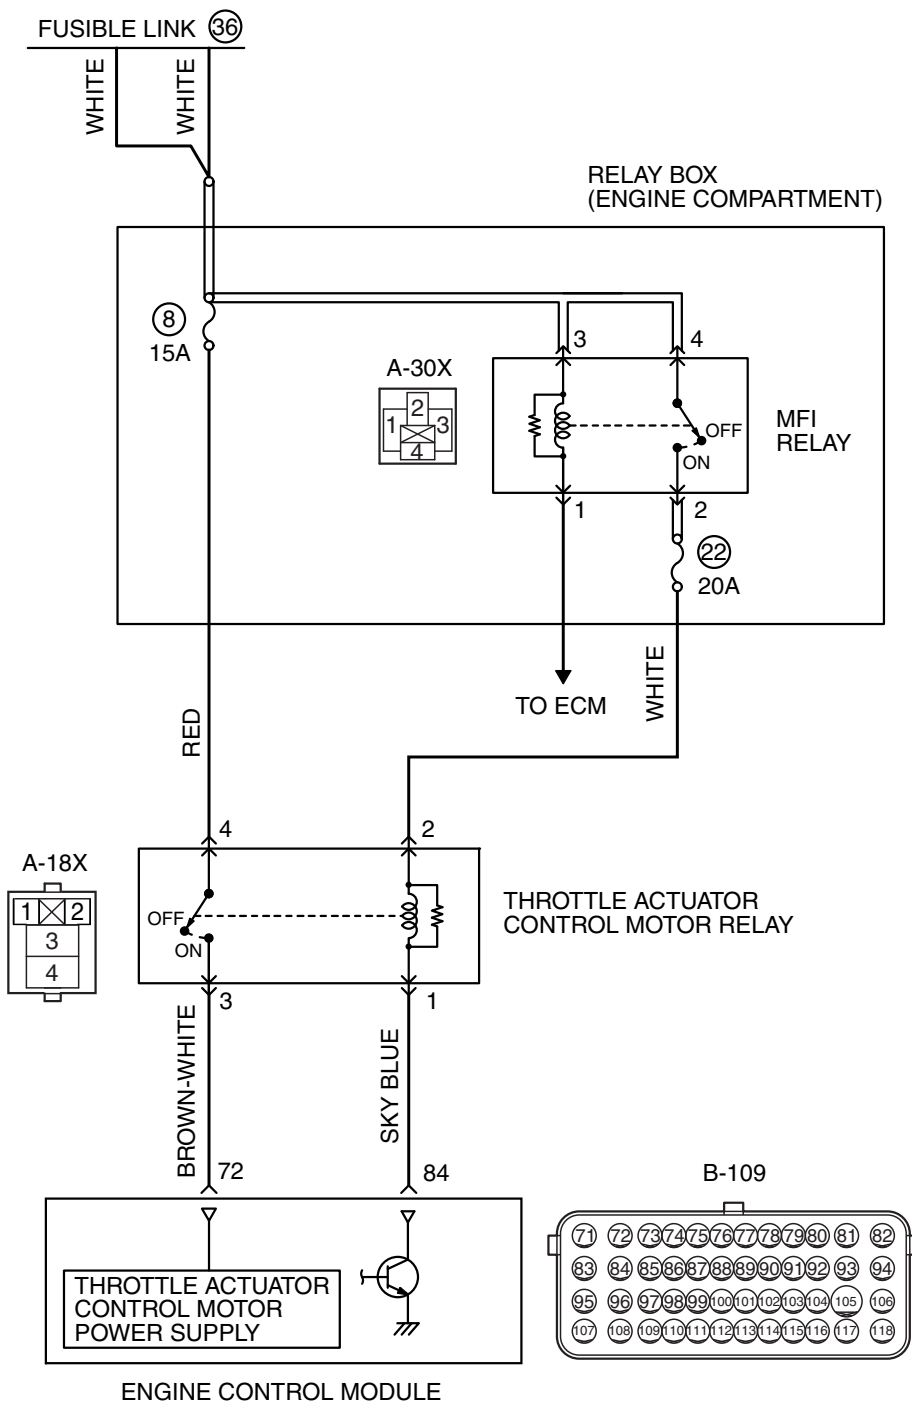 FUSIBLE LINK 36
WHITE
WHITE
RELAY BOX
(ENGINE COMPARTMENT)
8
15A
3
4
A-30X
2
1
3
4
OFF
ON
MFI
RELAY
1
2
22
20A
TO ECM
WHITE
RED
4
2
A-18X
1 2
3
4
OFF
ON
THROTTLE ACTUATOR
CONTROL MOTOR RELAY
3
1
BROWN-WHITE
SKY BLUE
72
84
B-109
71 72 73 74 75 76 77 78 79 80 81 82
83 84 85 86 87 88 89 90 91 92 93 94
95 96 97 98 99 100 101 102 103 104 105 106
107 108 109 110 111 112 113 114 115 116 117 118
THROTTLE ACTUATOR
CONTROL MOTOR
POWER SUPPLY
ENGINE CONTROL MODULE